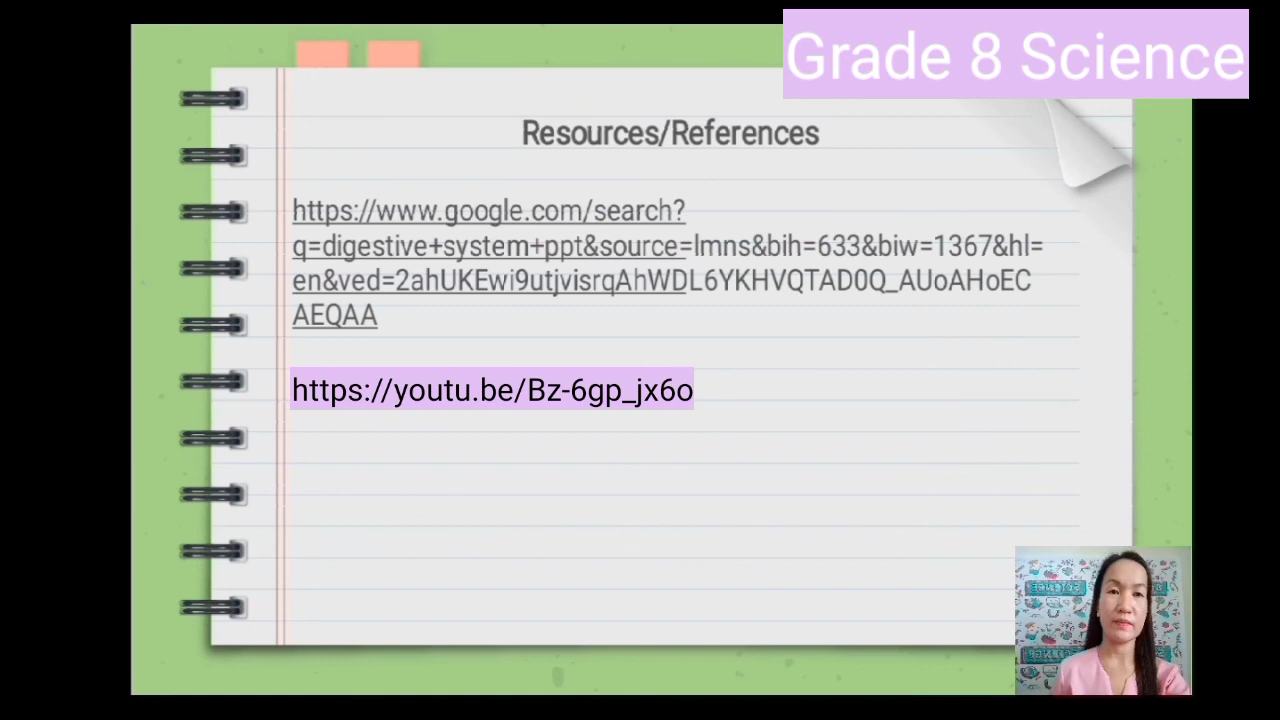 Grade 8 Science
Resources/References
https://www.google.com/search?
q=digestive+system+ppt&source=lmns&bih=633&biw=1367&hl=
en&ved=2ahUKEwi9utjvisrqAhWDL6YKHVQTAD0Q_AUoAHoEC
AEQAA
https://youtu.be/Bz-6gp_jx6o